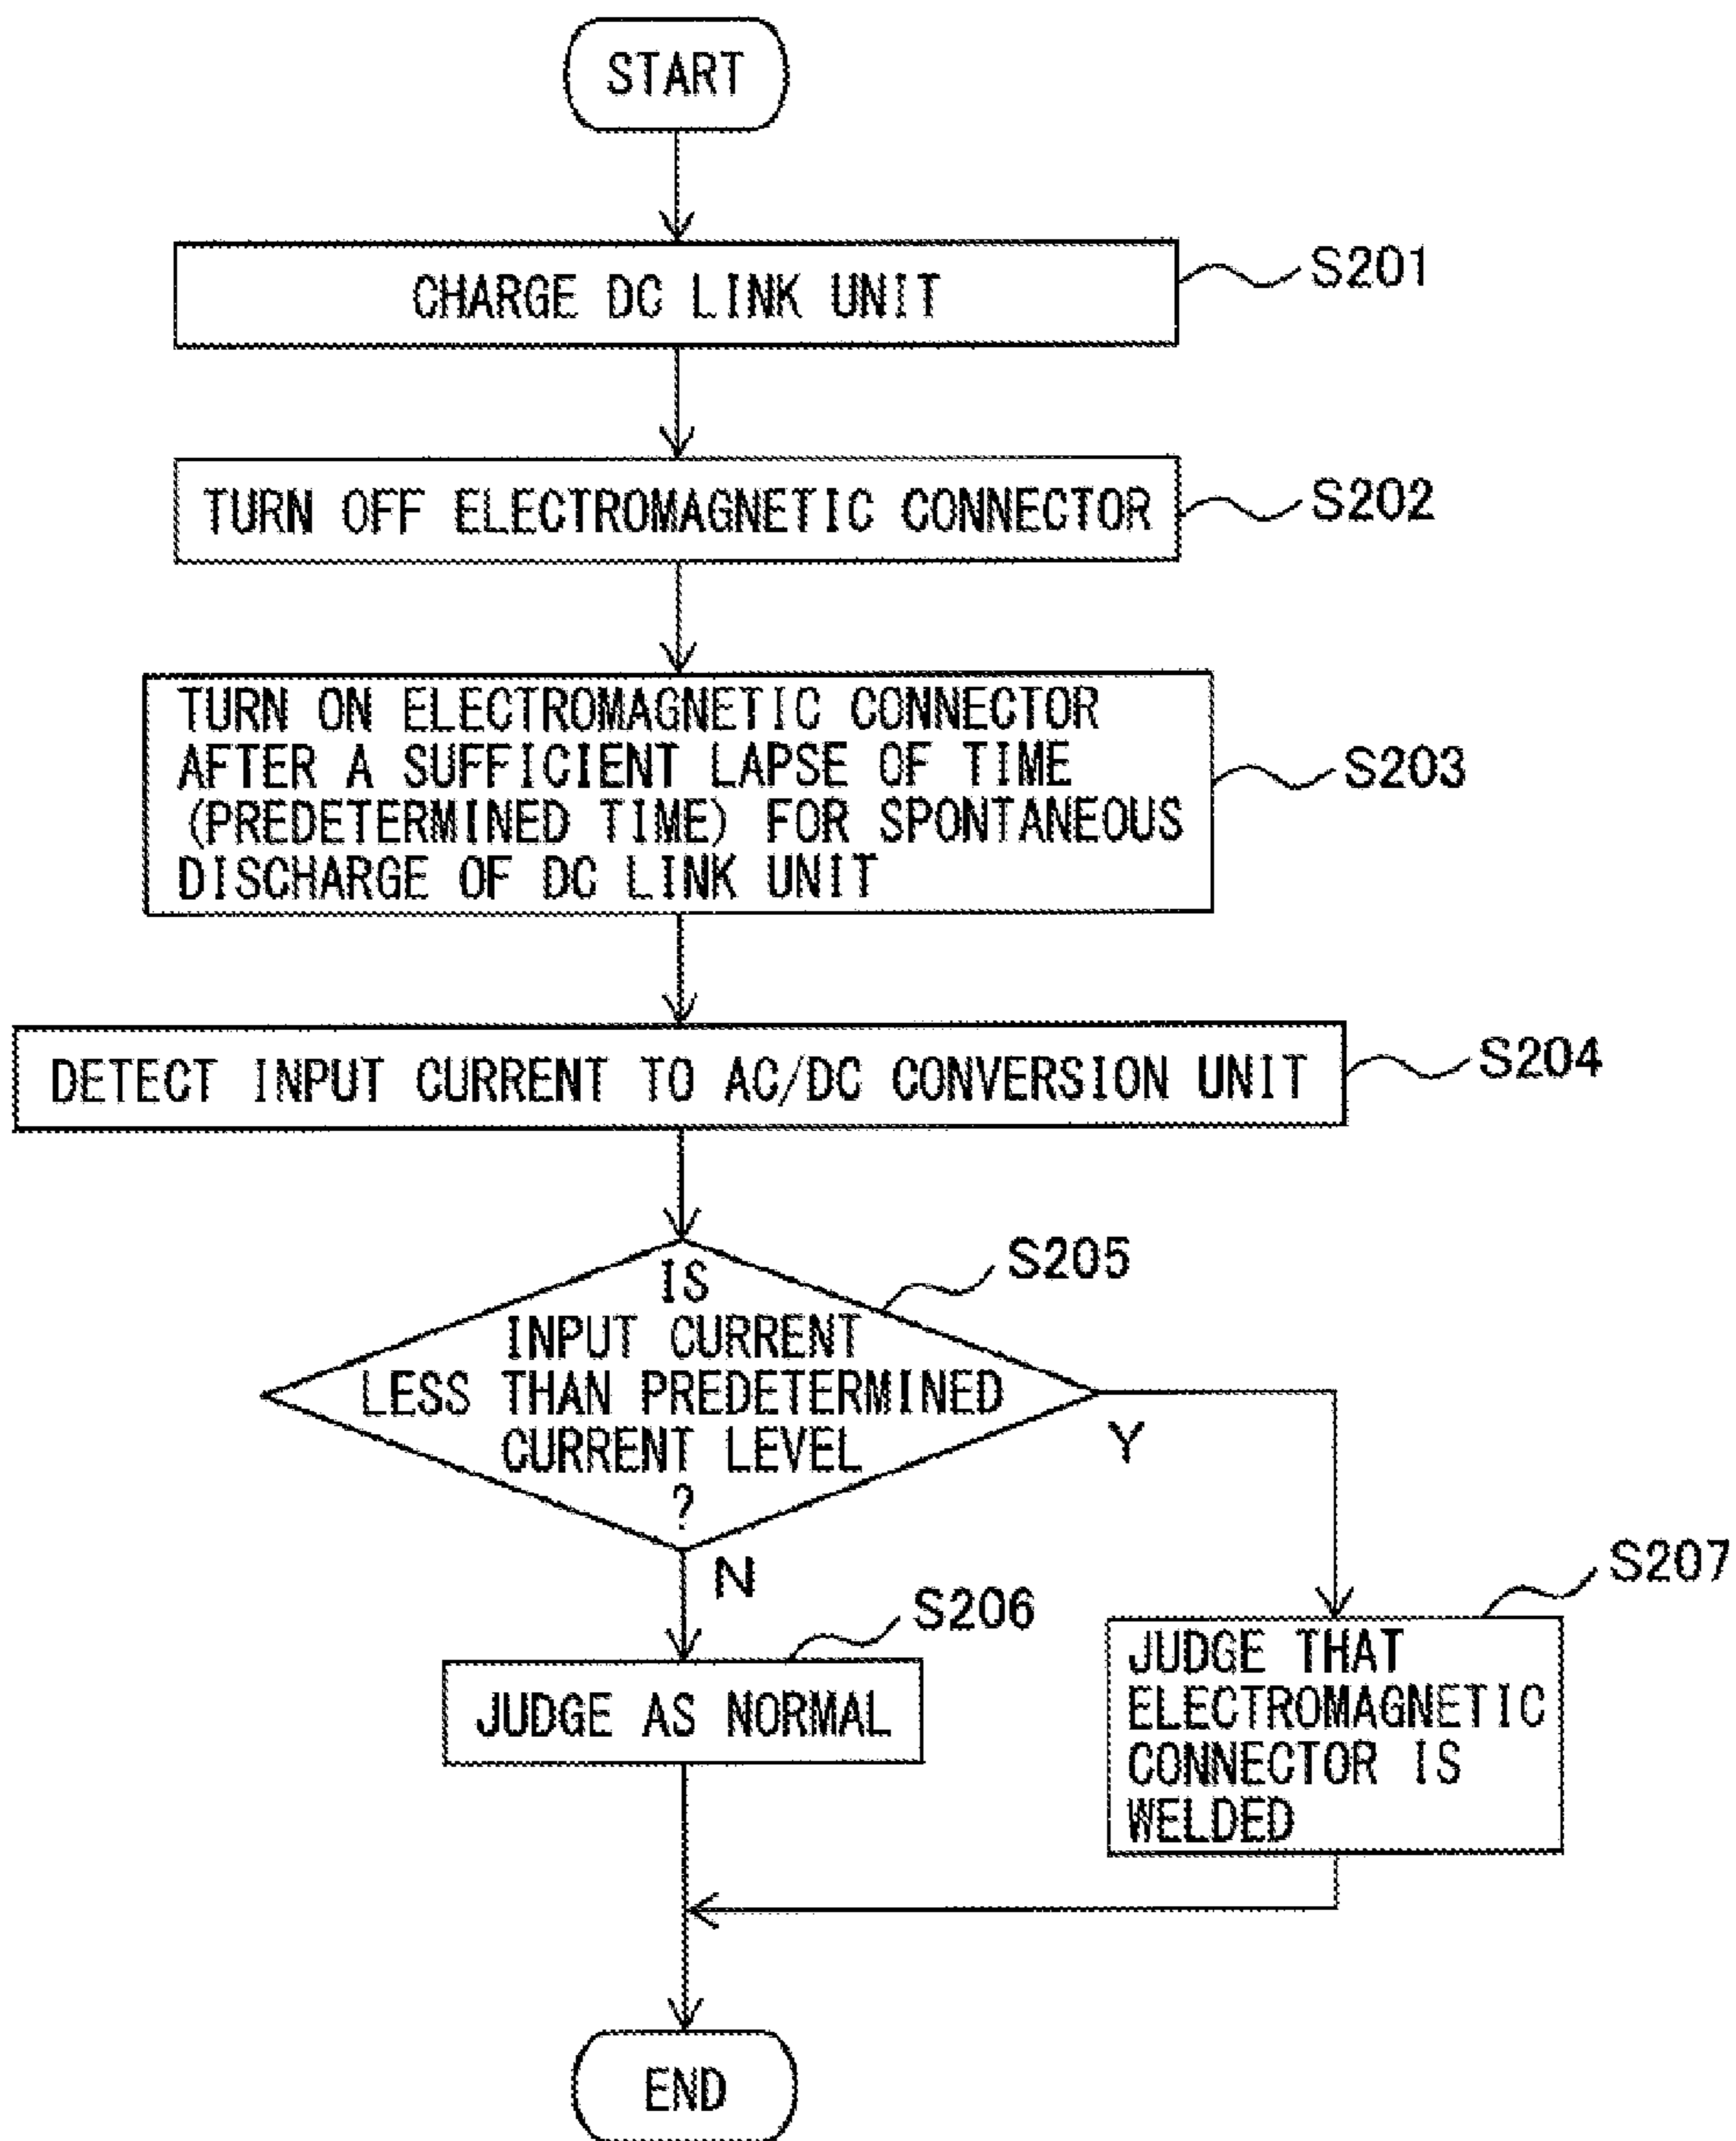 START
CHARGE DC LINK UNIT
S201
TURN OFF ELECTROMAGNETIC CONNECTOR
S202
TURN ON ELECTROMAGNETIC CONNECTOR
AFTER A SUFFICIENT LAPSE OF TIME
(PREDETERMINED TIME) FOR SPONTANEOUS
DISCHARGE OF DC LINK UNIT
S203
DETECT INPUT CURRENT TO AC/DC CONVERSION UNIT
S204
IS
INPUT CURRENT
LESS THAN PREDETERMINED
CURRENT LEVEL
?
S205
Y
N
S206
JUDGE AS NORMAL
S207
JUDGE THAT
ELECTROMAGNETIC
CONNECTOR IS
WELDED
END